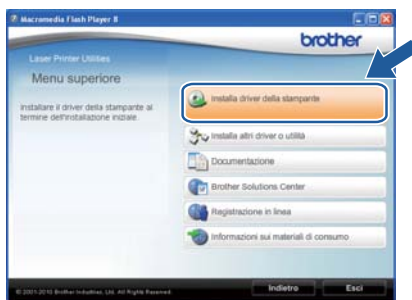 Macromedia Flash Player 8
brother
Laser Printer Utilities
Menu superiore
Installare il driver della stampante al
termine dell'installazione iniziale.
Installa driver della stampante
Installa altri driver o utilità
Documentazione
Brother Solutions Center
Registrazione in linea
Informazioni sui materiali di consumo
© 2001-2010 Brother Industries, Ltd. All Rights Reserved.
Indietro
Esci